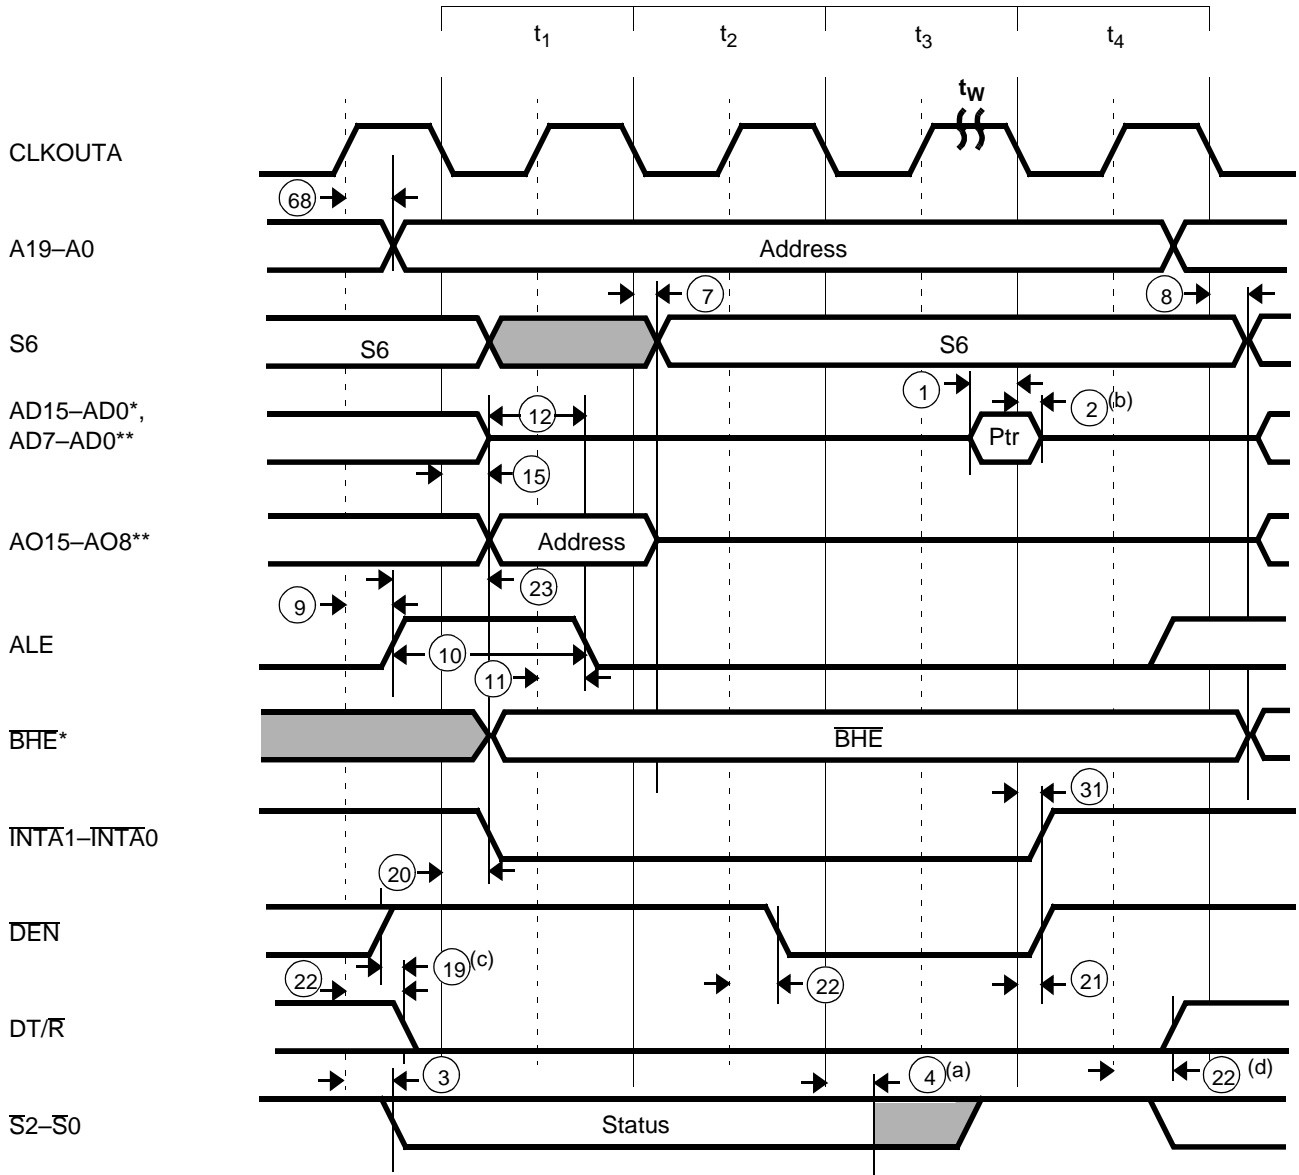 t1 t2 t3 t4
tW
CLKOUTA
68
A19–A0 Address
7 8
S6 S6 S6
1 2(b)
AD15–AD0*,
AD7–AD0** 12 Ptr
15
AO15–AO8** Address
23
9
ALE
10
11
BHE* BHE
31
INTA1–INTA0
20
DEN
19(c)
22 22 21
DT/R
3 4(a) 22(d)
S2–S0 Status